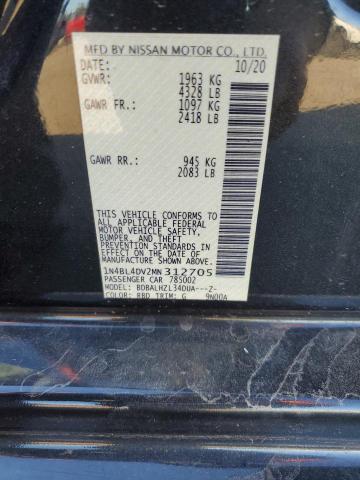 MFD BY NISSAN MOTOR CO., LTD.
DATE: 10/20
GVWR: 1963 KG
4328 LB
GAWR FR.: 1097 KG
2418 LB
GAWR RR.: 945 KG
2083 LB
THIS VEHICLE CONFORMS TO
ALL APPLICABLE FEDERAL
MOTOR VEHICLE SAFETY,
BUMPER, AND THEFT
PREVENTION STANDARDS IN
EFFECT ON THE DATE OF
MANUFACTURE SHOWN ABOVE.
1N4BL4DV2MN312705
PASSENGER CAR 785002
MODEL: BDBALHZL34DUA---Z-
COLOR: RBD TRIM: G 9N00A